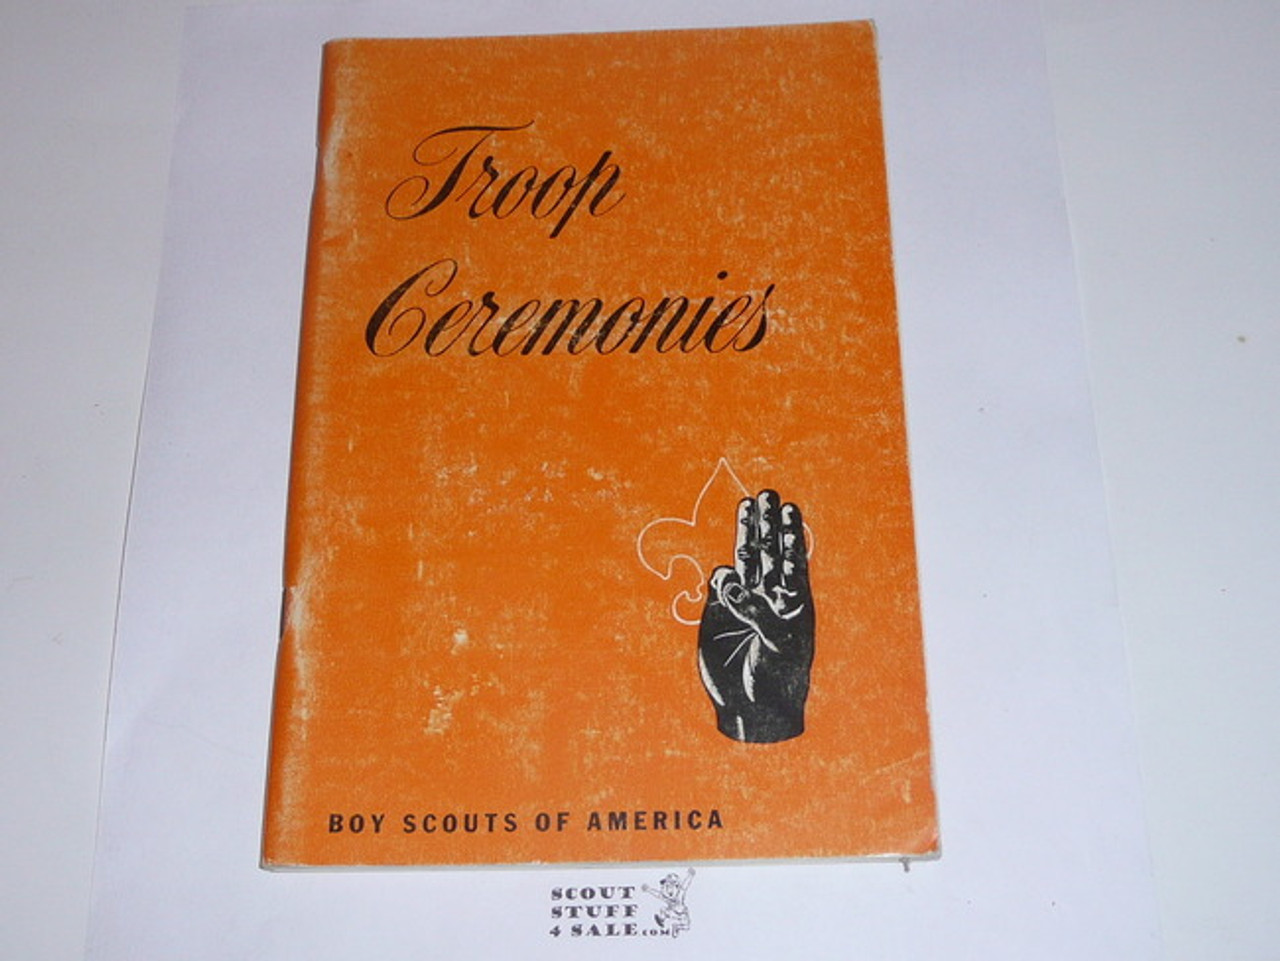 Troop
Ceremonies
BOY SCOUTS OF AMERICA
SCOUT
STUFF
4 SALE.COM